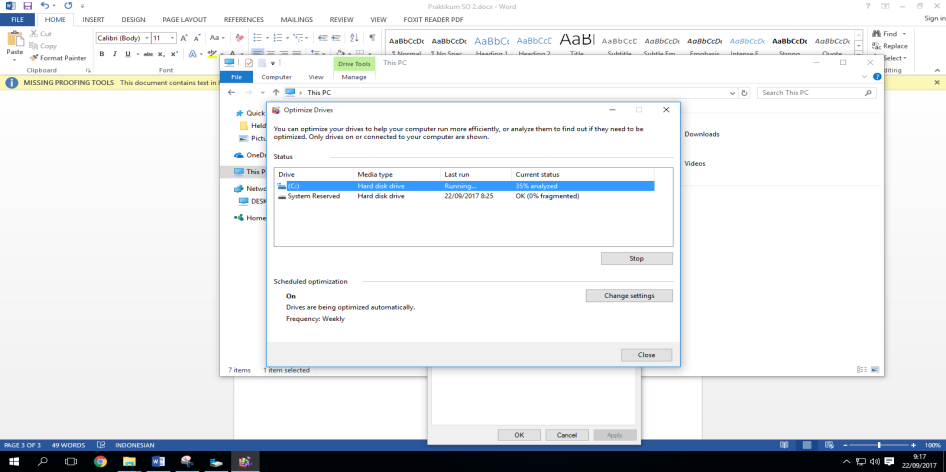 Praktikum SO 2.docx - Word
Sign in
FILE HOME INSERT DESIGN PAGE LAYOUT REFERENCES MAILINGS REVIEW VIEW FOXIT READER PDF
Paste
Cut
Copy
Format Painter
Clipboard
Calibri (Body) 11
Font
AaBbCcDc AaBbCcDc AaBbC( AaBbCcC AaBl AaBbCcC AaBbCcDc AaBbCcDc AaBbCcDc AaBbCcDc AaBbCcDc
¶ Normal ¶ No Spac... Heading 1 Heading 2 Title Subtitle Subtle Em... Emphasis Intense E... Strong Quote
Find
Replace
Select
diting
MISSING PROOFING TOOLS This document contains text in
Drive Tools This PC
File Computer View Manage
This PC
Search This PC
Quick
Held
Pictu
OneDr
This P
Netwo
DESK
Home
Downloads
Videos
Optimize Drives
You can optimize your drives to help your computer run more efficiently, or analyze them to find out if they need to be
optimized. Only drives on or connected to your computer are shown.
Status
Drive Media type Last run Current status
(C:) Hard disk drive Running... 35% analyzed
System Reserved Hard disk drive 22/09/2017 8:25 OK (0% fragmented)
Stop
Scheduled optimization
On
Drives are being optimized automatically.
Frequency: Weekly
Change settings
Close
7 items 1 item selected
OK Cancel Apply
PAGE 3 OF 3 49 WORDS INDONESIAN
100%
9:17
22/09/2017